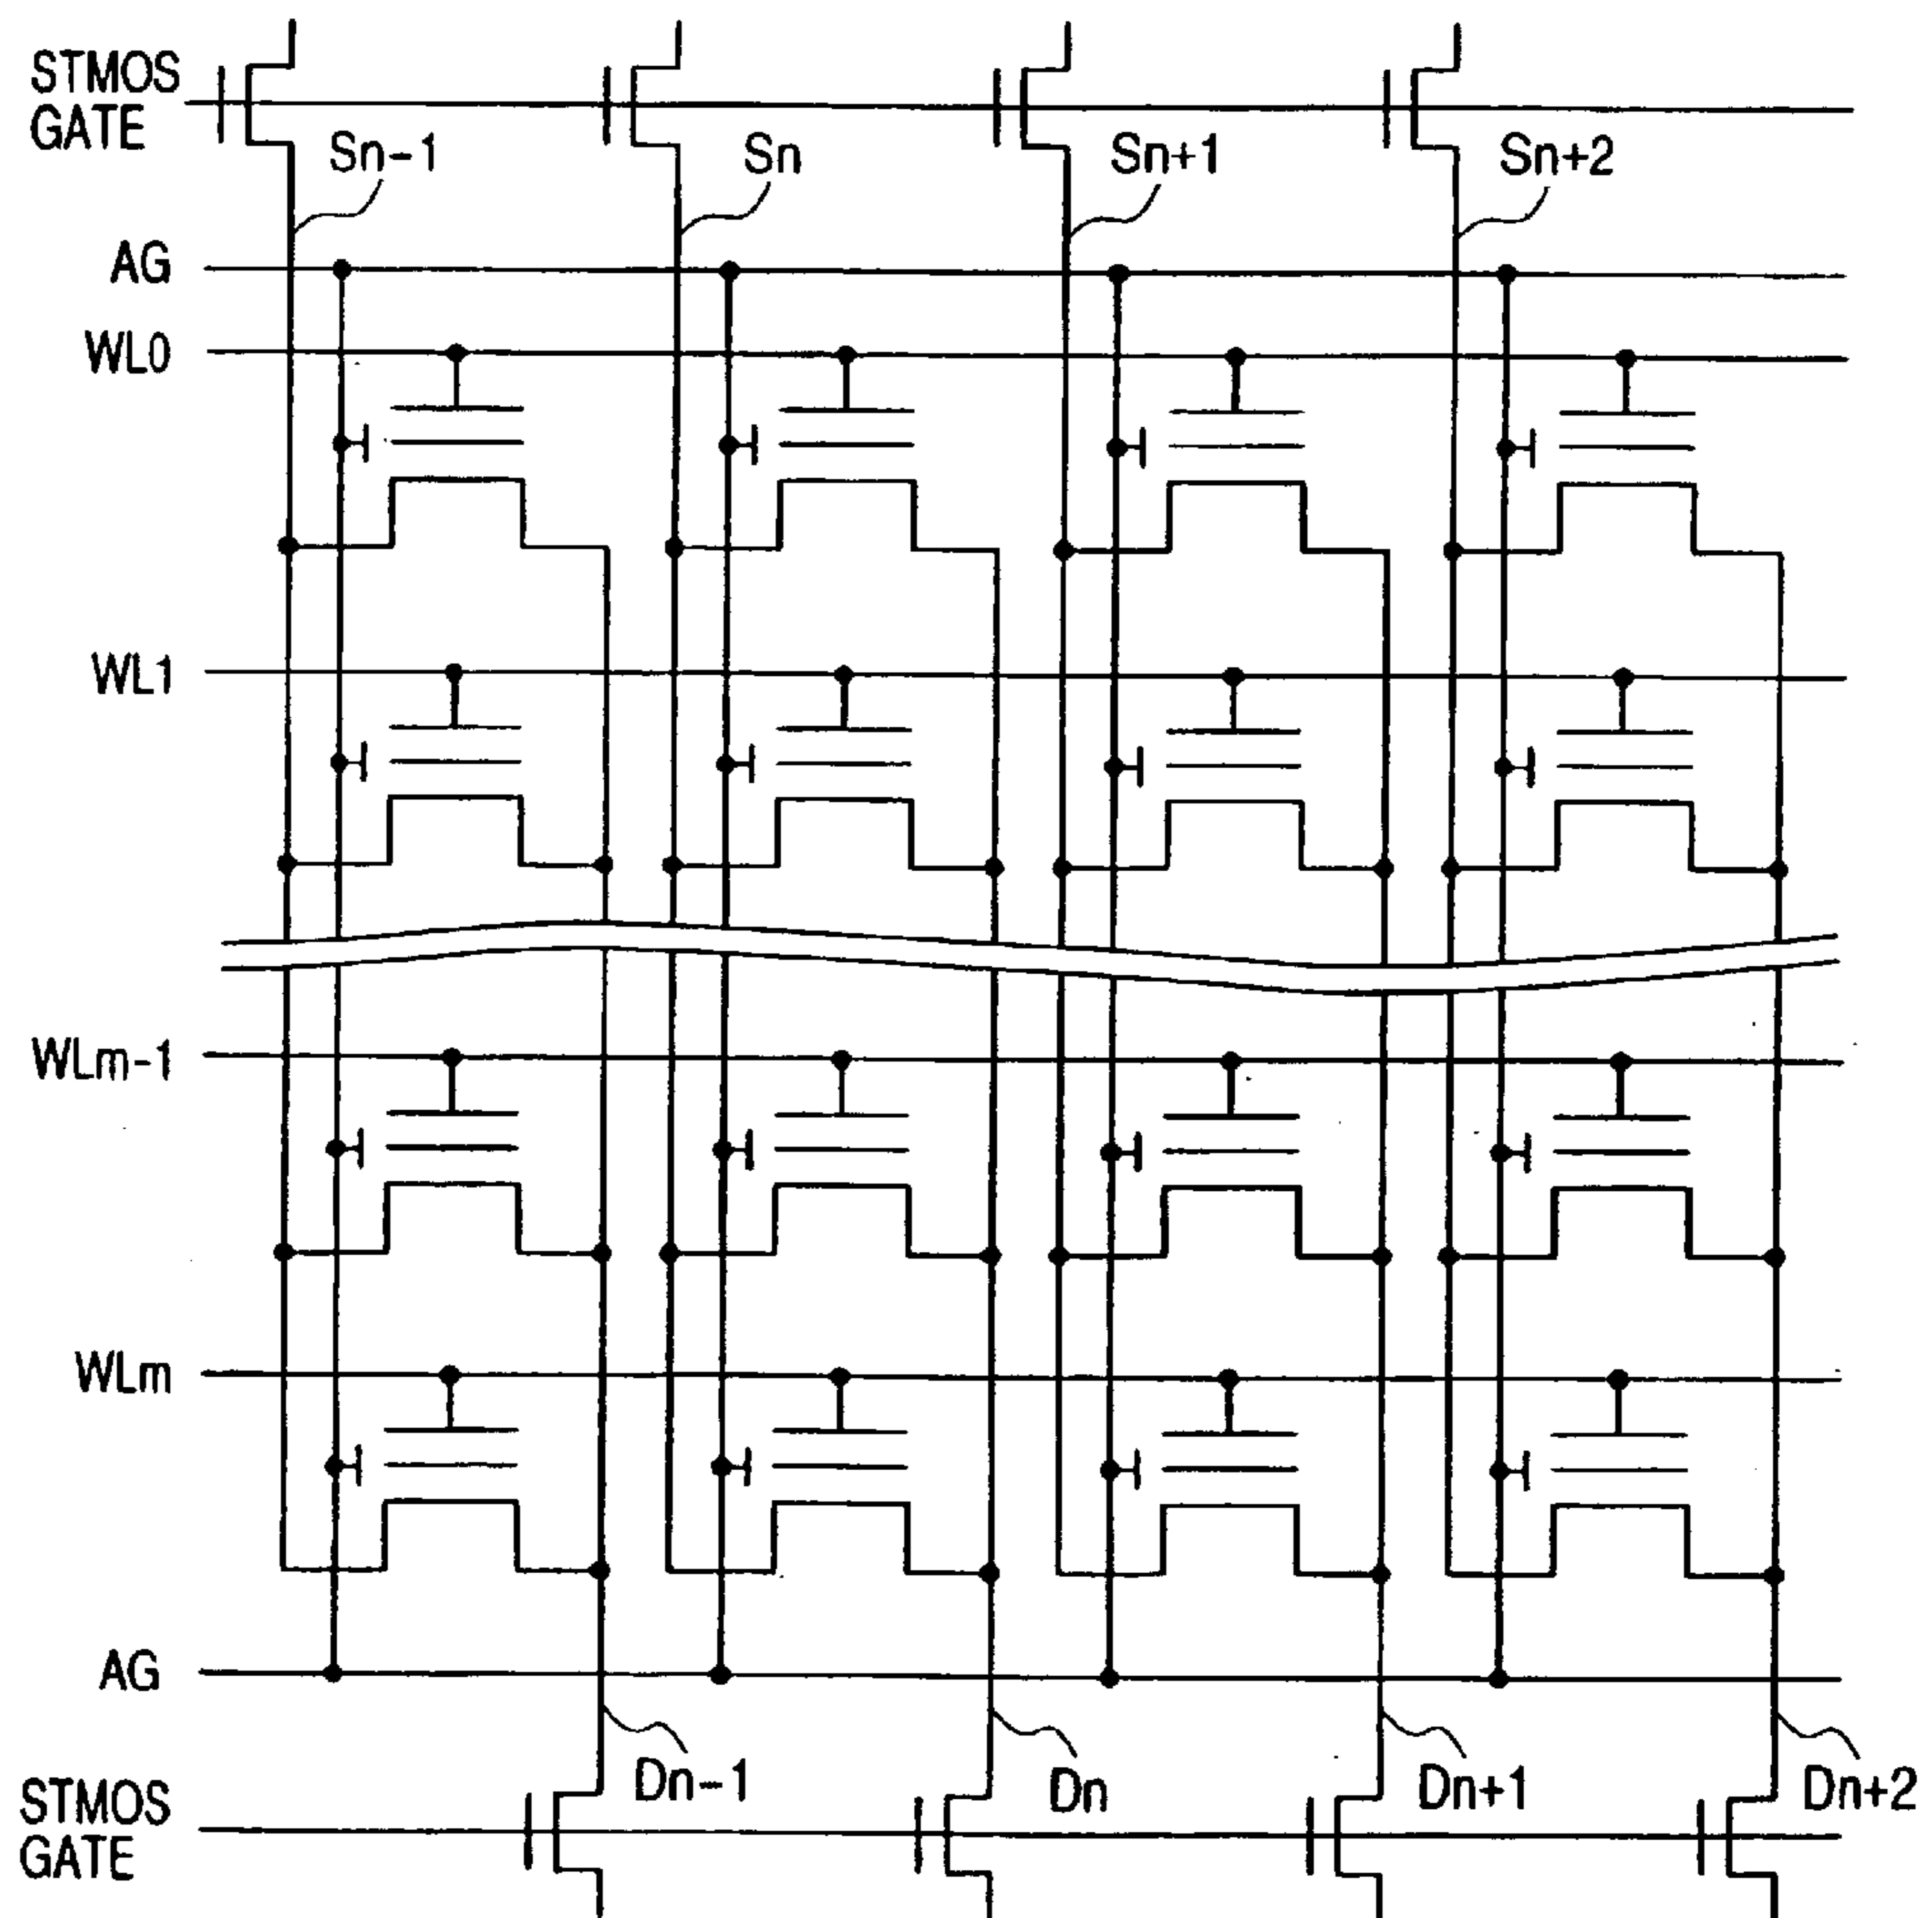 STMOS
GATE
Sn-1
Sn
Sn+1
Sn+2
AG
WL0
WL1
WLm-1
WLm
AG
Dn-1
Dn
Dn+1
Dn+2
STMOS
GATE